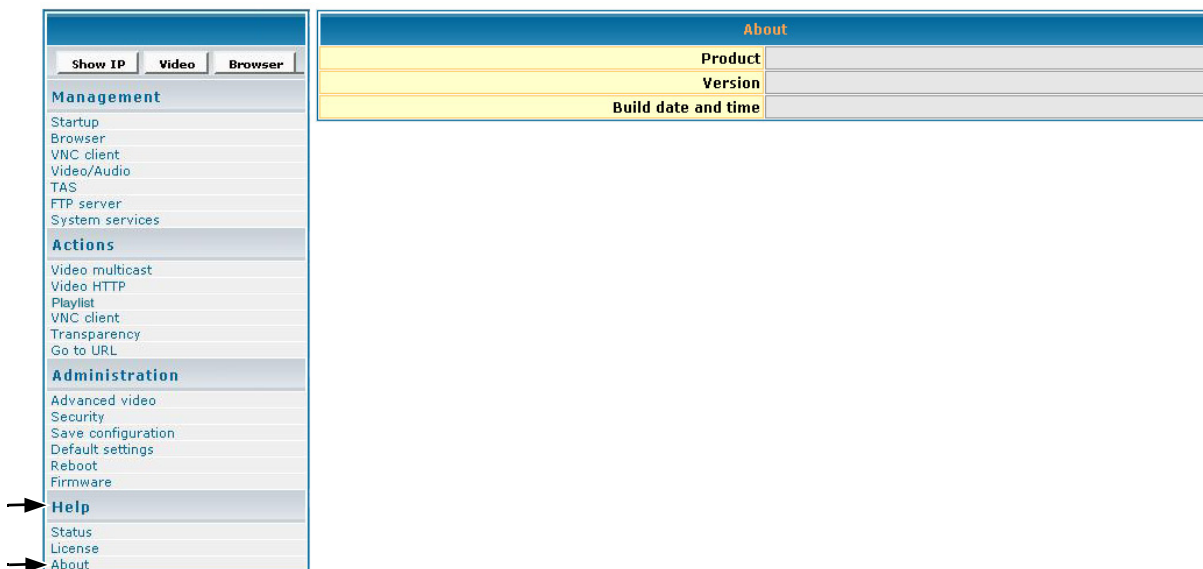 Show IP Video Browser
Management
Startup
Browser
VNC client
Video/Audio
TAS
FTP server
System services
Actions
Video multicast
Video HTTP
Playlist
VNC client
Transparency
Go to URL
Administration
Advanced video
Security
Save configuration
Default settings
Reboot
Firmware
Help
Status
License
About
About
Product
Version
Build date and time